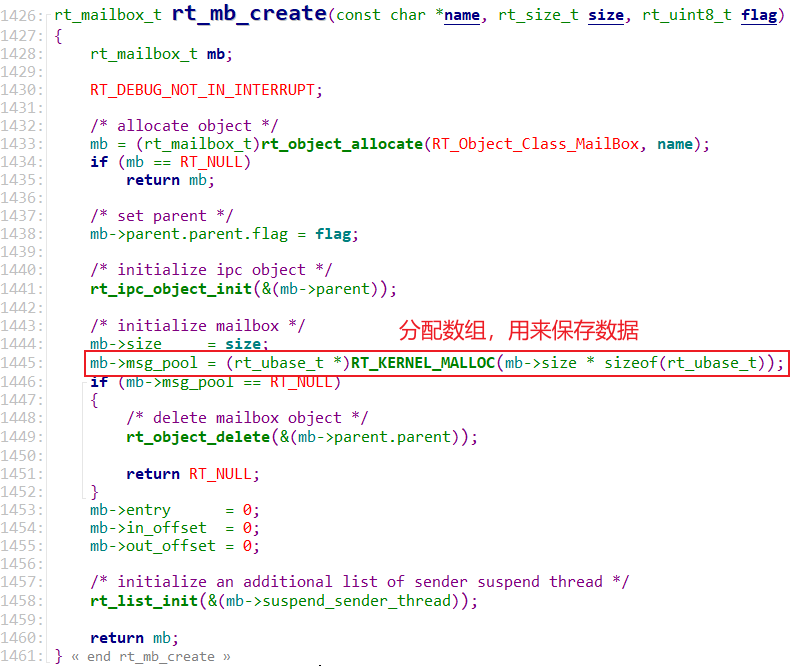 1426: rt_mailbox_t rt_mb_create(const char *name, rt_size_t size, rt_uint8_t flag)
1427: {
1428:     rt_mailbox_t mb;
1429:
1430:     RT_DEBUG_NOT_IN_INTERRUPT;
1431:
1432:     /* allocate object */
1433:     mb = (rt_mailbox_t)rt_object_allocate(RT_Object_Class_MailBox, name);
1434:     if (mb == RT_NULL)
1435:         return mb;
1436:
1437:     /* set parent */
1438:     mb->parent.parent.flag = flag;
1439:
1440:     /* initialize ipc object */
1441:     rt_ipc_object_init(&(mb->parent));
1442:
1443:     /* initialize mailbox */
分配数组，用来保存数据
1444:     mb->size     = size;
1445:     mb->msg_pool = (rt_ubase_t *)RT_KERNEL_MALLOC(mb->size * sizeof(rt_ubase_t));
1446:     if (mb->msg_pool == RT_NULL)
1447:     {
1448:         /* delete mailbox object */
1449:         rt_object_delete(&(mb->parent.parent));
1450:
1451:         return RT_NULL;
1452:     }
1453:     mb->entry      = 0;
1454:     mb->in_offset  = 0;
1455:     mb->out_offset = 0;
1456:
1457:     /* initialize an additional list of sender suspend thread */
1458:     rt_list_init(&(mb->suspend_sender_thread));
1459:
1460:     return mb;
1461: } « end rt_mb_create »